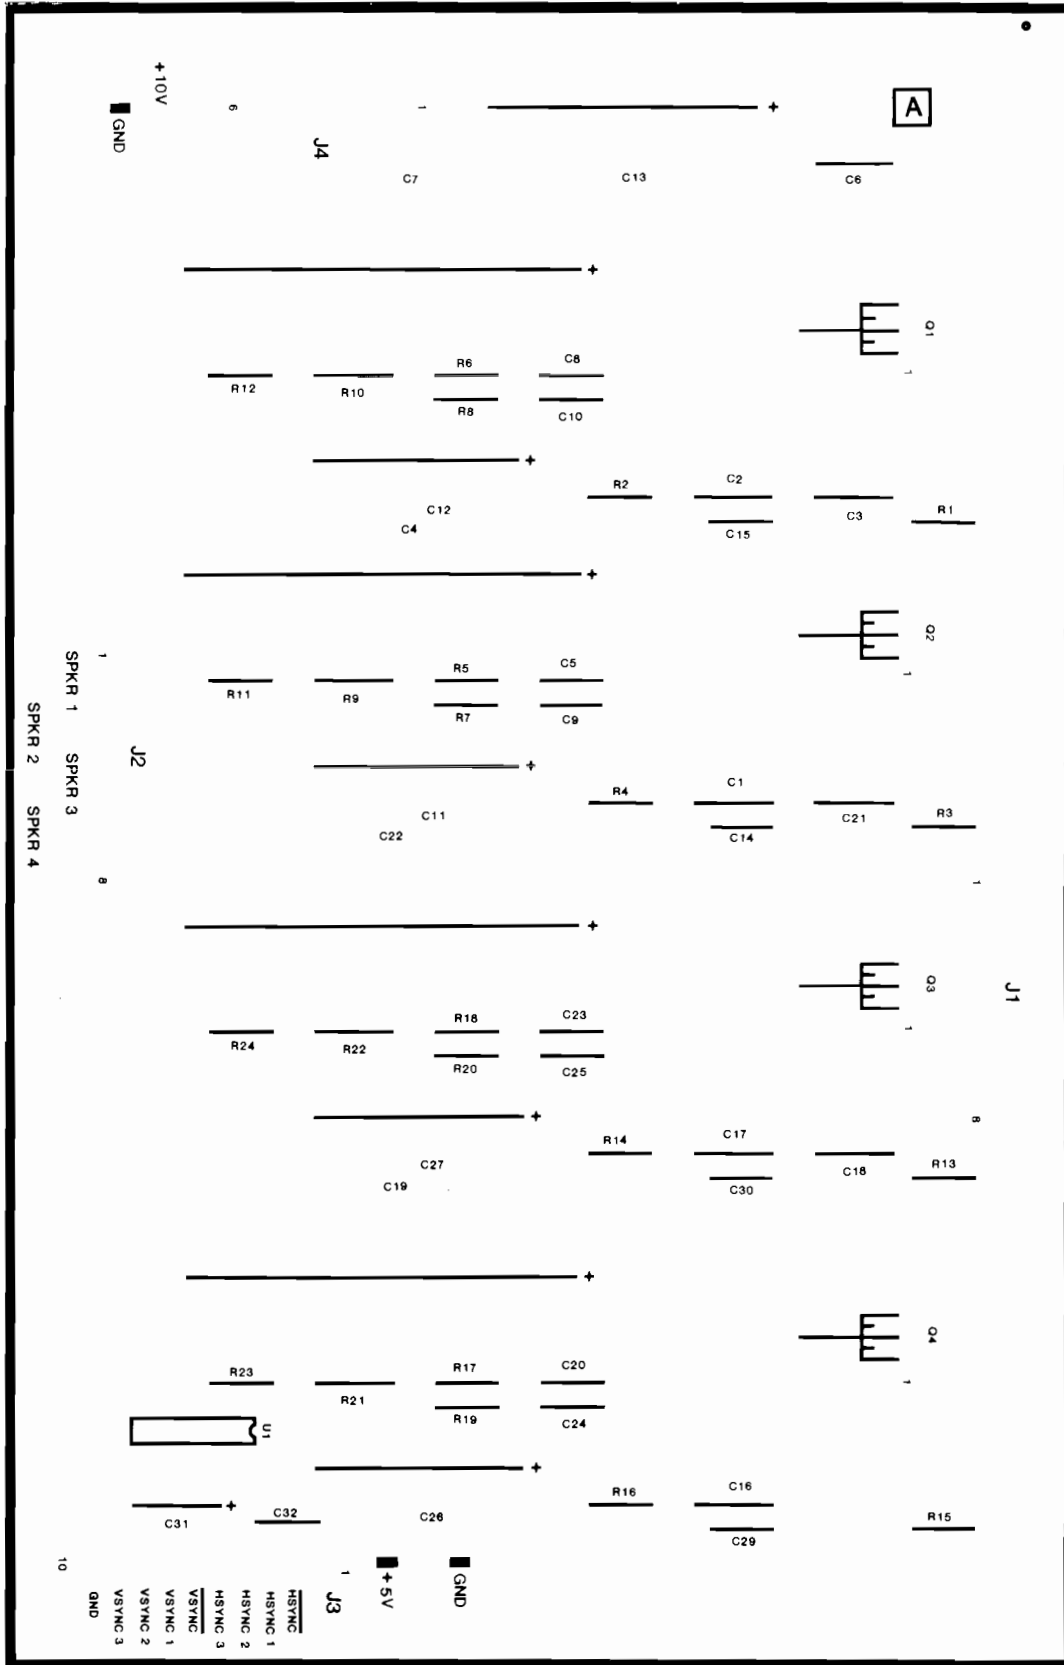 +10V
GND
6
1
+
A
J4
C7
C13
C6
+
Q1
1
R12
R10
R6
C8
R8
C10
+
C12
C4
R2
C2
C3
R1
C15
+
Q2
1
1
SPKR 1
SPKR 2
SPKR 3
SPKR 4
J2
8
R11
R9
R5
C5
R7
C9
+
C11
C22
R4
C1
C21
R3
C14
1
J1
8
+
Q3
1
R24
R22
R18
C23
R20
C25
+
C27
C19
R14
C17
C18
R13
C30
+
Q4
1
R23
R21
R17
C20
R19
C24
U1
+
+
C31
C32
C26
R16
C16
R15
C29
10
1
J3
+5V
GND
GND
VSYNC 3
VSYNC 2
VSYNC 1
VSYNC
HSYNC 3
HSYNC 2
HSYNC 1
HSYNC